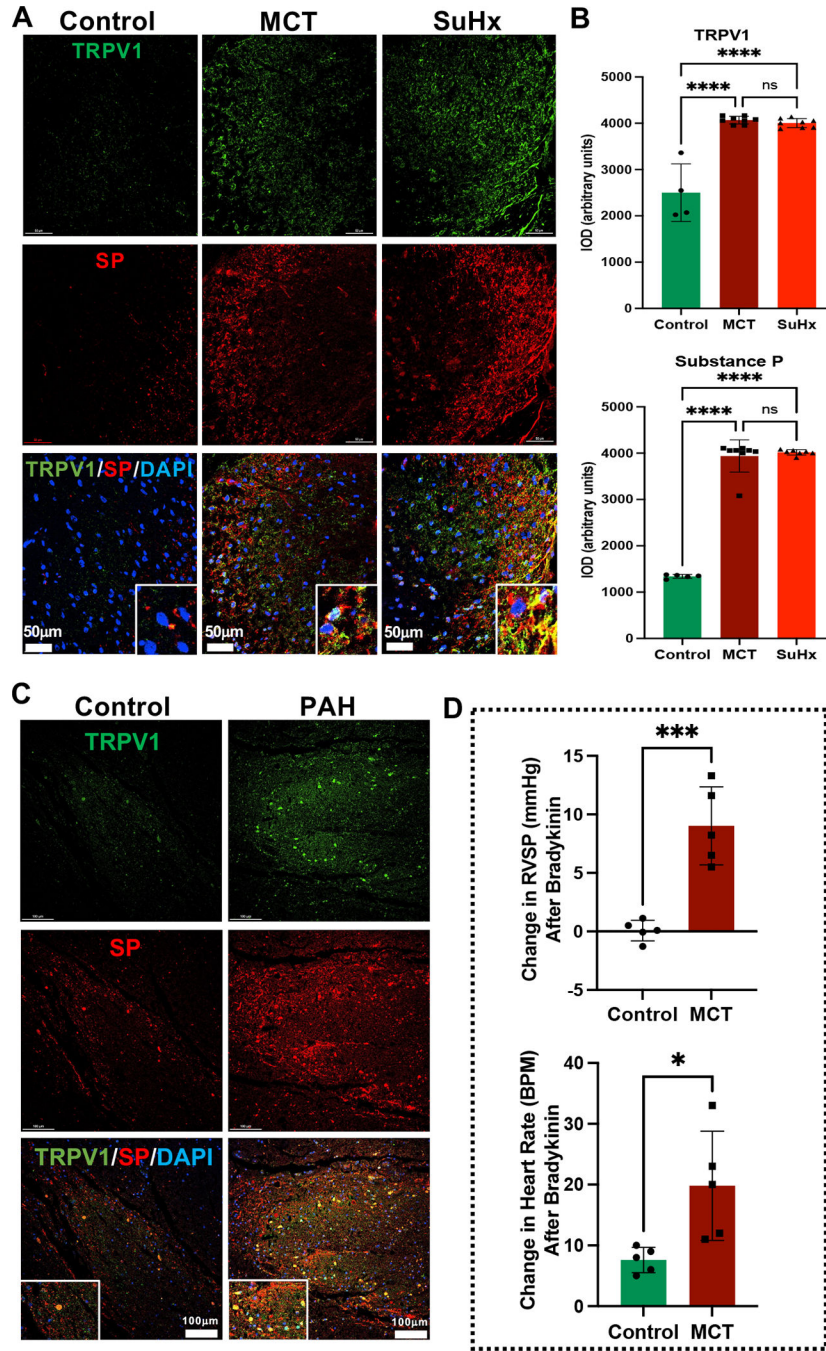 A
Control MCT SuHx
TRPV1
SP
TRPV1/SP/DAPI
50μm 50μm 50μm
B
TRPV1
****
**** ns
5000
4000
3000
2000
1000
0
IOD (arbitrary units)
Control MCT SuHx
Substance P
****
**** ns
5000
4000
3000
2000
1000
0
IOD (arbitrary units)
Control MCT SuHx
C
Control PAH
TRPV1
SP
TRPV1/SP/DAPI
100μm 100μm
D
***
15
10
5
0
-5
Change in RVSP (mmHg)
After Bradykinin
Control MCT
*
40
30
20
10
0
Change in Heart Rate (BPM)
After Bradykinin
Control MCT